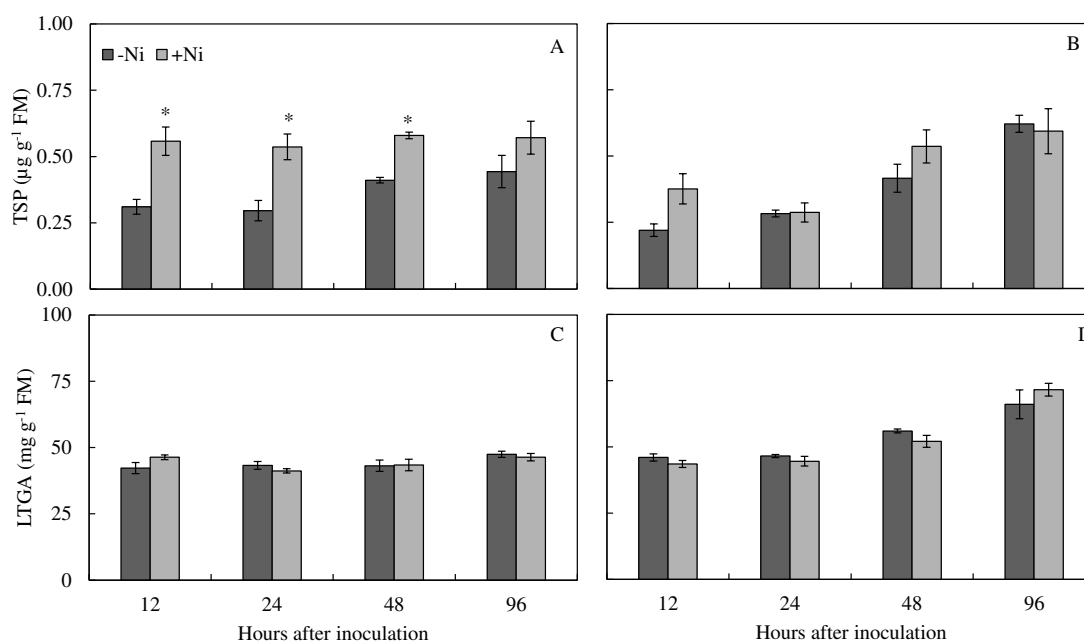 1.00
0.75
0.50
0.25
0.00
TSP (µg g⁻¹ FM)
-Ni +Ni
A
*
*
*
B
100
75
50
25
0
LTGA (mg g⁻¹ FM)
C
12 24 48 96
Hours after inoculation
12 24 48 96
Hours after inoculation